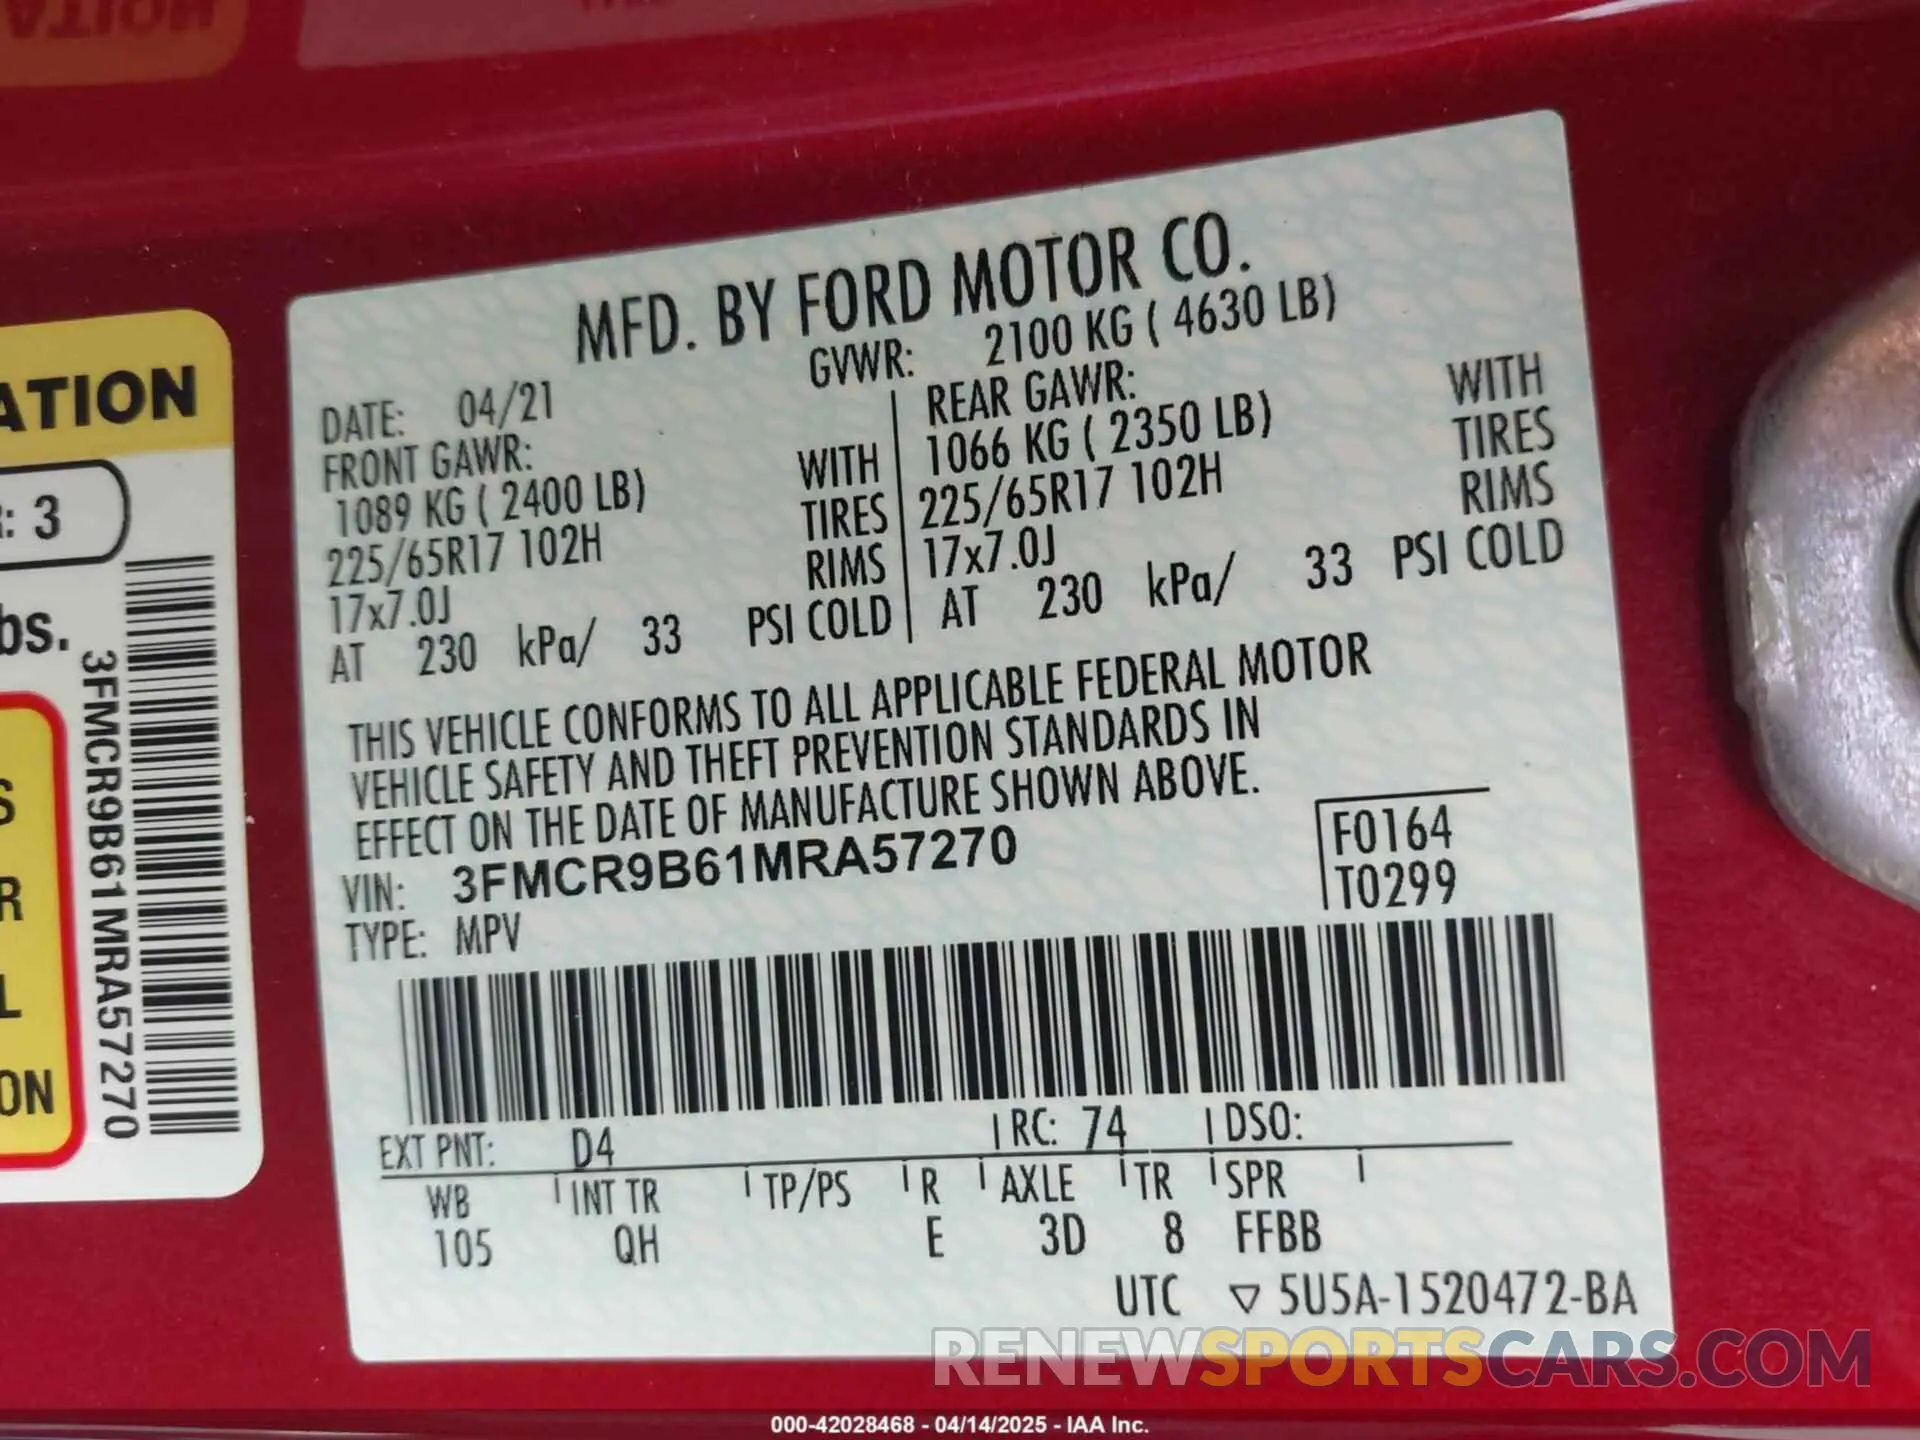 MFD. BY FORD MOTOR CO.
DATE: 04/21 GVWR: 2100 KG ( 4630 LB)
FRONT GAWR:
1089 KG ( 2400 LB) WITH
225/65R17 102H TIRES
17x7.0J RIMS
AT 230 kPa/ 33 PSI COLD
REAR GAWR: WITH
1066 KG ( 2350 LB) TIRES
225/65R17 102H RIMS
17x7.0J
AT 230 kPa/ 33 PSI COLD
THIS VEHICLE CONFORMS TO ALL APPLICABLE FEDERAL MOTOR
VEHICLE SAFETY AND THEFT PREVENTION STANDARDS IN
EFFECT ON THE DATE OF MANUFACTURE SHOWN ABOVE.
VIN: 3FMCR9B61MRA57270
TYPE: MPV
F0164
T0299
EXT PNT: D4 RC: 74 DSO:
WB INT TR TP/PS R AXLE TR SPR
105 QH E 3D 8 FFBB
UTC ▽ 5U5A-1520472-BA
ATION
: 3
bs.
3FMCR9B61MRA57270
S
R
L
ON
RENEWSPORTSCARS.COM
000-42028468 - 04/14/2025 - IAA Inc.